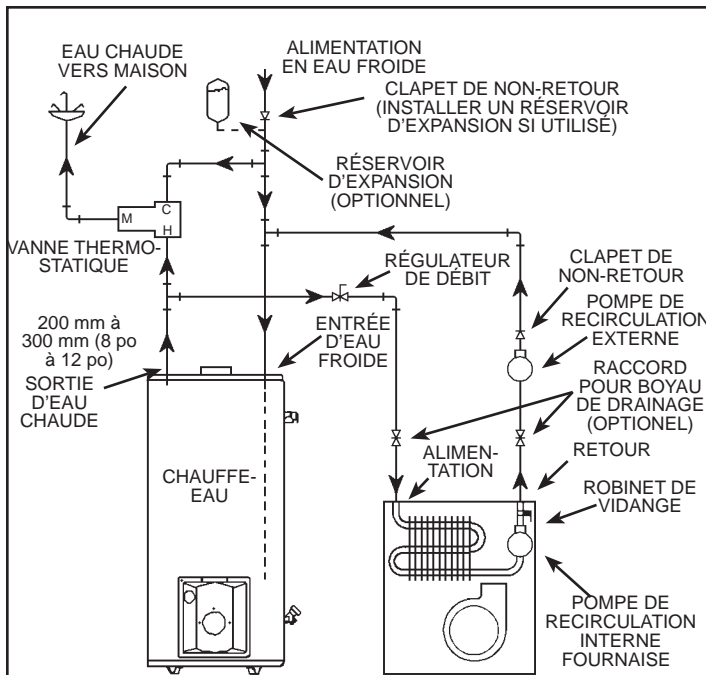 EAU CHAUDE
VERS MAISON
ALIMENTATION
EN EAU FROIDE
CLAPET DE NON-RETOUR
(INSTALLER UN RÉSERVOIR
D'EXPANSION SI UTILISÉ)
RÉSERVOIR
D'EXPANSION
(OPTIONNEL)
C
M
H
VANNE THERMO-
STATIQUE
RÉGULATEUR
DE DÉBIT
CLAPET DE
NON-RETOUR
POMPE DE
RECIRCULATION
EXTERNE
200 mm à
300 mm (8 po
à 12 po)
ENTRÉE
D'EAU
FROIDE
SORTIE
D'EAU
CHAUDE
RACCORD
POUR BOYAU
DE DRAINAGE
(OPTIONEL)
ALIMEN-
TATION
RETOUR
CHAUFFE-
EAU
ROBINET DE
VIDANGE
POMPE DE
RECIRCULATION
INTERNE
FOURNAISE